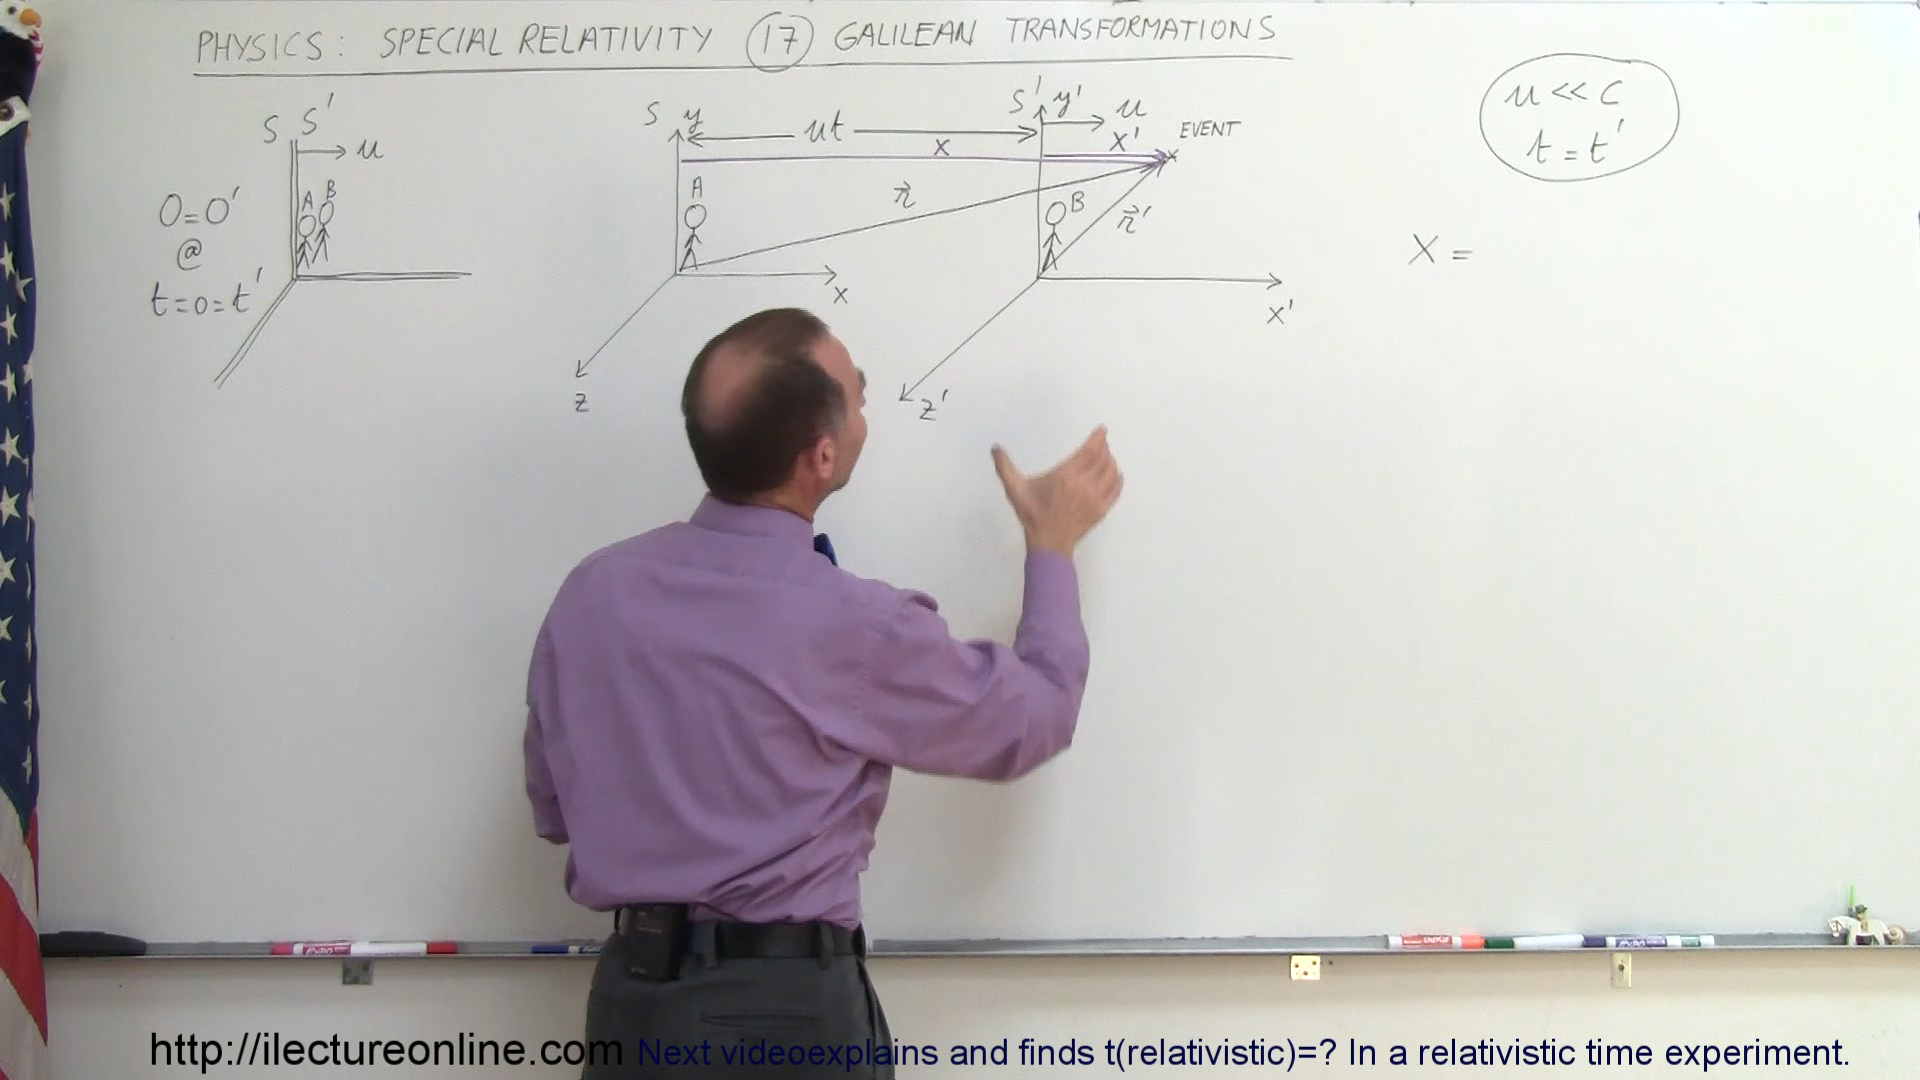 PHYSICS: SPECIAL RELATIVITY 17 GALILEAN TRANSFORMATIONS
S S' u
A B
O=O'
@
t=0=t'
S y ut S' y' u
x x' EVENT
A r⃗ B r⃗'
x x'
z z'
u << c
t = t'
X =
http://ilectureonline.com Next videoexplains and finds t(relativistic)=? In a relativistic time experiment.